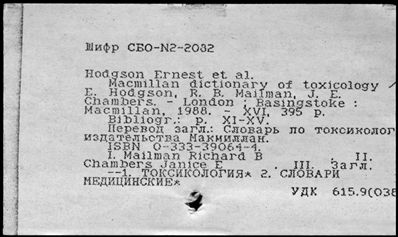 Шифр СБО-N2-2082
Hodgson Ernest et al.
Macmillan dictionary of toxicology /
E. Hodgson, R. B. Mailman, J. E.
Chambers. - London ; Basingstoke :
Macmillan, 1988. - XVI, 395 p.
Bibliogr.: p. XI-XV.
Перевод загл.: Словарь по токсиколог
издательства Макмиллан.
ISBN 0-333-39064-4.
I. Mailman Richard B . II.
Chambers Janice E . III. Загл.
--1. ТОКСИКОЛОГИЯ* 2. СЛОВАРИ
МЕДИЦИНСКИЕ*
УДК 615.9(038